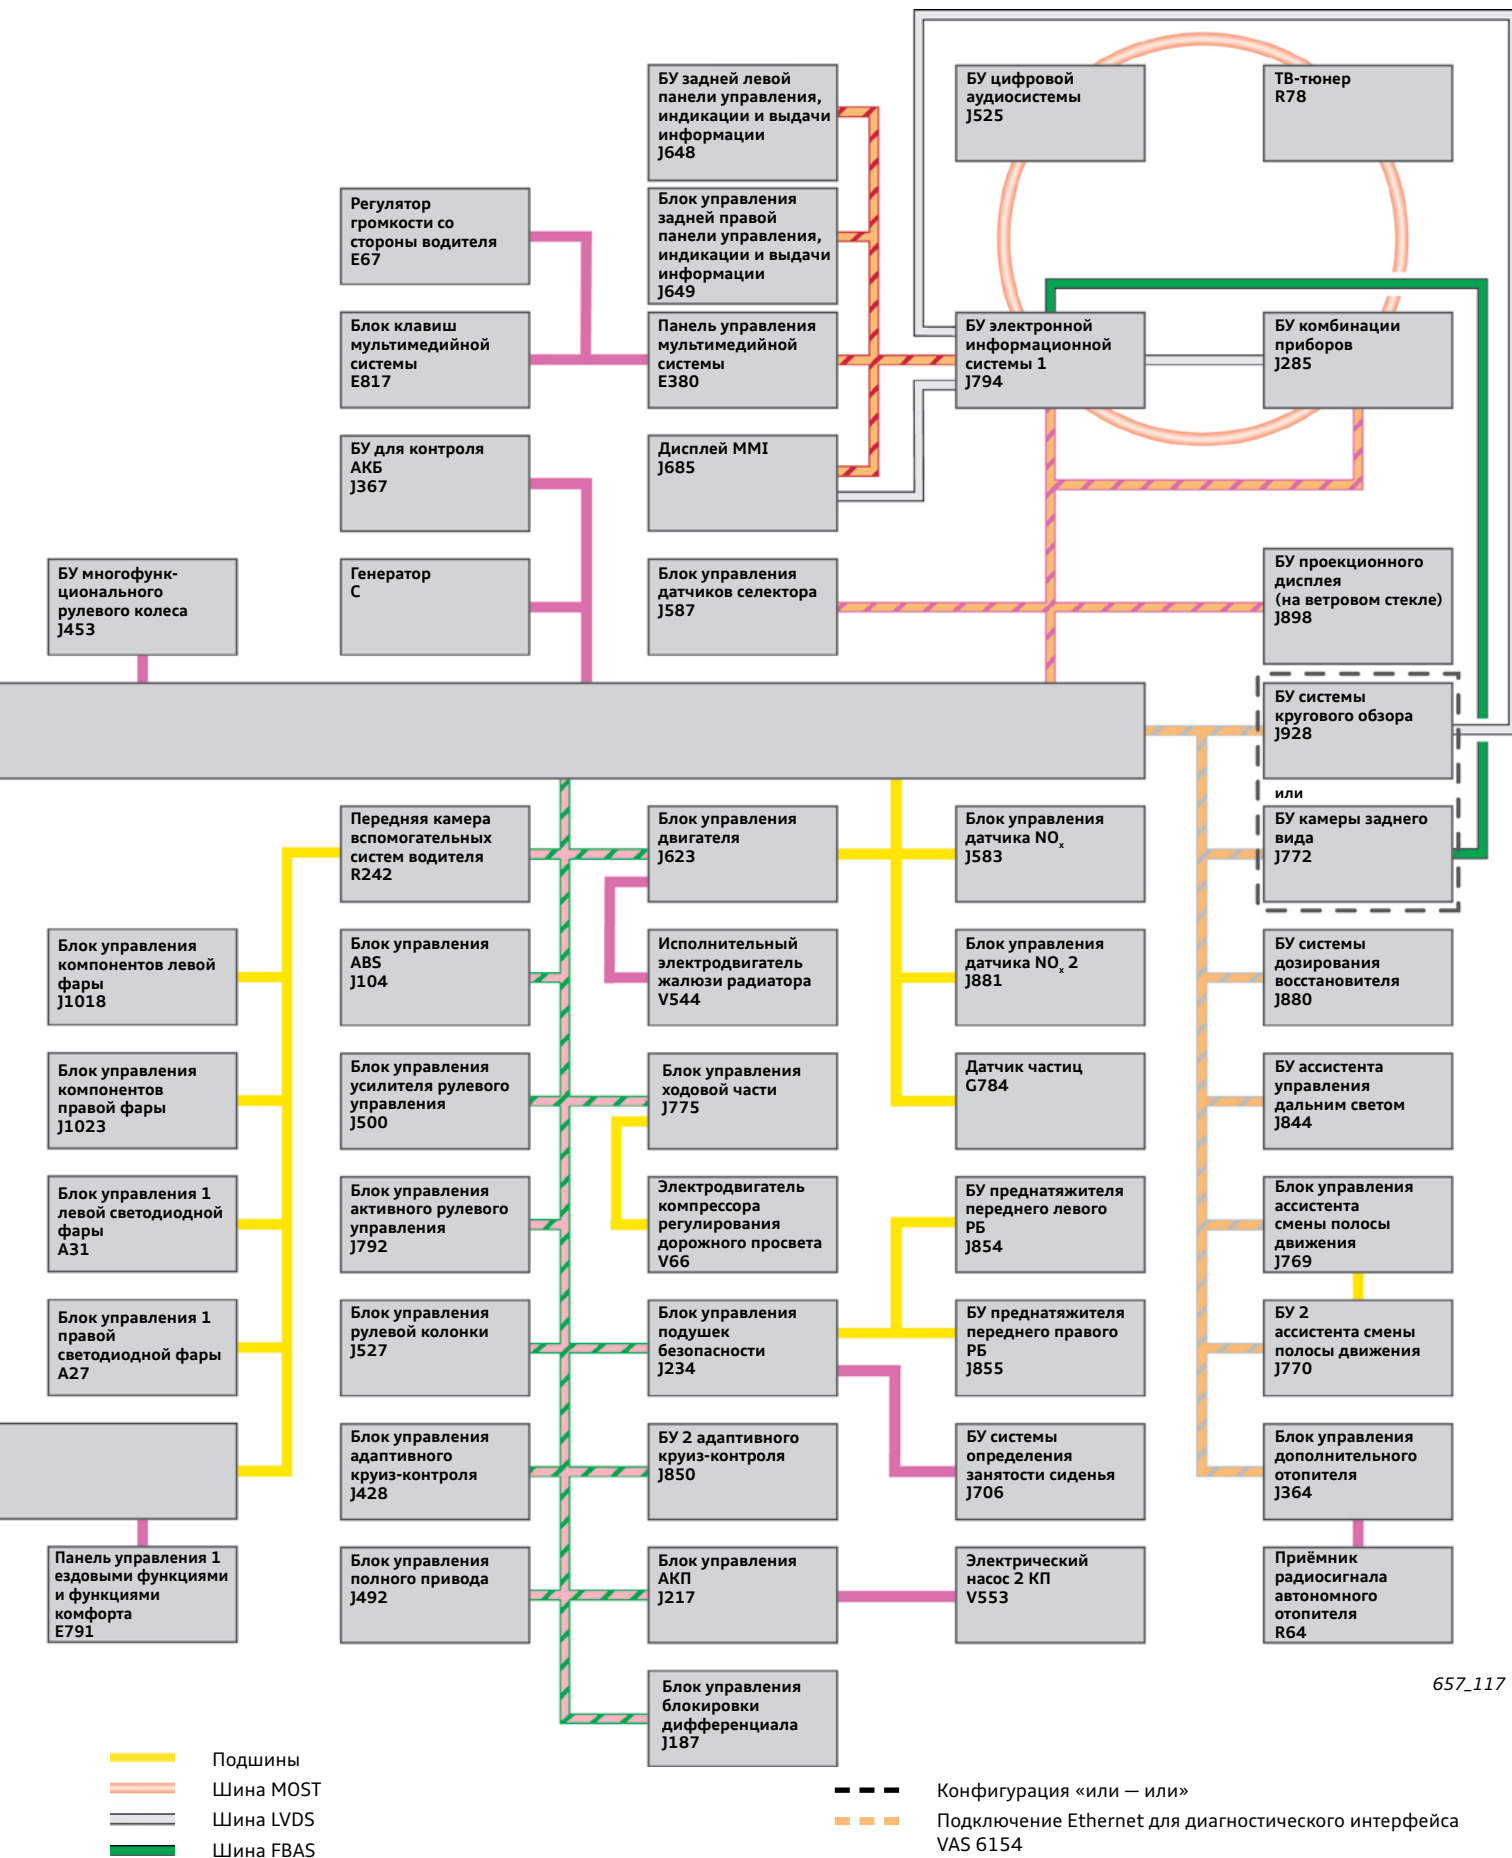 БУ задней левой
панели управления,
индикации и выдачи
информации
J648
БУ цифровой
аудиосистемы
J525
ТВ-тюнер
R78
Регулятор
громкости со
стороны водителя
E67
Блок управления
задней правой
панели управления,
индикации и выдачи
информации
J649
Блок клавиш
мультимедийной
системы
E817
Панель управления
мультимедийной
системы
E380
БУ электронной
информационной
системы 1
J794
БУ комбинации
приборов
J285
БУ для контроля
АКБ
J367
Дисплей MMI
J685
БУ многофунк-
ционального
рулевого колеса
J453
Генератор
C
Блок управления
датчиков селектора
J587
БУ проекционного
дисплея
(на ветровом стекле)
J898
БУ системы
кругового обзора
J928
или
Передняя камера
вспомогательных
систем водителя
R242
Блок управления
двигателя
J623
Блок управления
датчика NOx
J583
БУ камеры заднего
вида
J772
Блок управления
компонентов левой
фары
J1018
Блок управления
ABS
J104
Исполнительный
электродвигатель
жалюзи радиатора
V544
Блок управления
датчика NOx 2
J881
БУ системы
дозирования
восстановителя
J880
Блок управления
компонентов
правой фары
J1023
Блок управления
усилителя рулевого
управления
J500
Блок управления
ходовой части
J775
Датчик частиц
G784
БУ ассистента
управления
дальним светом
J844
Блок управления 1
левой светодиодной
фары
A31
Блок управления
активного рулевого
управления
J792
Электродвигатель
компрессора
регулирования
дорожного просвета
V66
БУ преднатяжителя
переднего левого
РБ
J854
Блок управления
ассистента
смены полосы
движения
J769
Блок управления 1
правой
светодиодной фары
A27
Блок управления
рулевой колонки
J527
Блок управления
подушек
безопасности
J234
БУ преднатяжителя
переднего правого
РБ
J855
БУ 2
ассистента смены
полосы движения
J770
Блок управления
адаптивного
круиз-контроля
J428
БУ 2 адаптивного
круиз-контроля
J850
БУ системы
определения
занятости сиденья
J706
Блок управления
дополнительного
отопителя
J364
Панель управления 1
ездовыми функциями
и функциями
комфорта
E791
Блок управления
полного привода
J492
Блок управления
АКП
J217
Электрический
насос 2 КП
V553
Приёмник
радиосигнала
автономного
отопителя
R64
Блок управления
блокировки
дифференциала
J187
657_117
Подшины
Шина MOST
Шина LVDS
Шина FBAS
Конфигурация «или — или»
Подключение Ethernet для диагностического интерфейса
VAS 6154